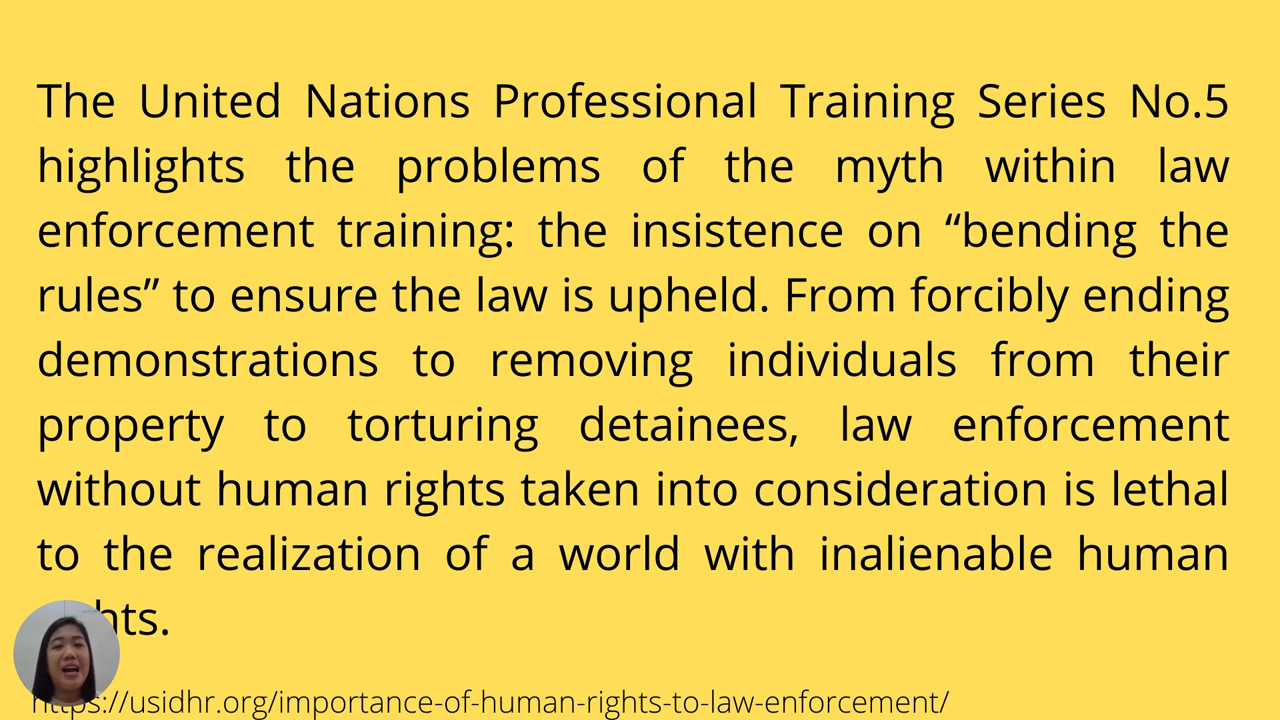 The United Nations Professional Training Series No.5
highlights the problems of the myth within law
enforcement training: the insistence on “bending the
rules” to ensure the law is upheld. From forcibly ending
demonstrations to removing individuals from their
property to torturing detainees, law enforcement
without human rights taken into consideration is lethal
to the realization of a world with inalienable human
hts.
https://usidhr.org/importance-of-human-rights-to-law-enforcement/